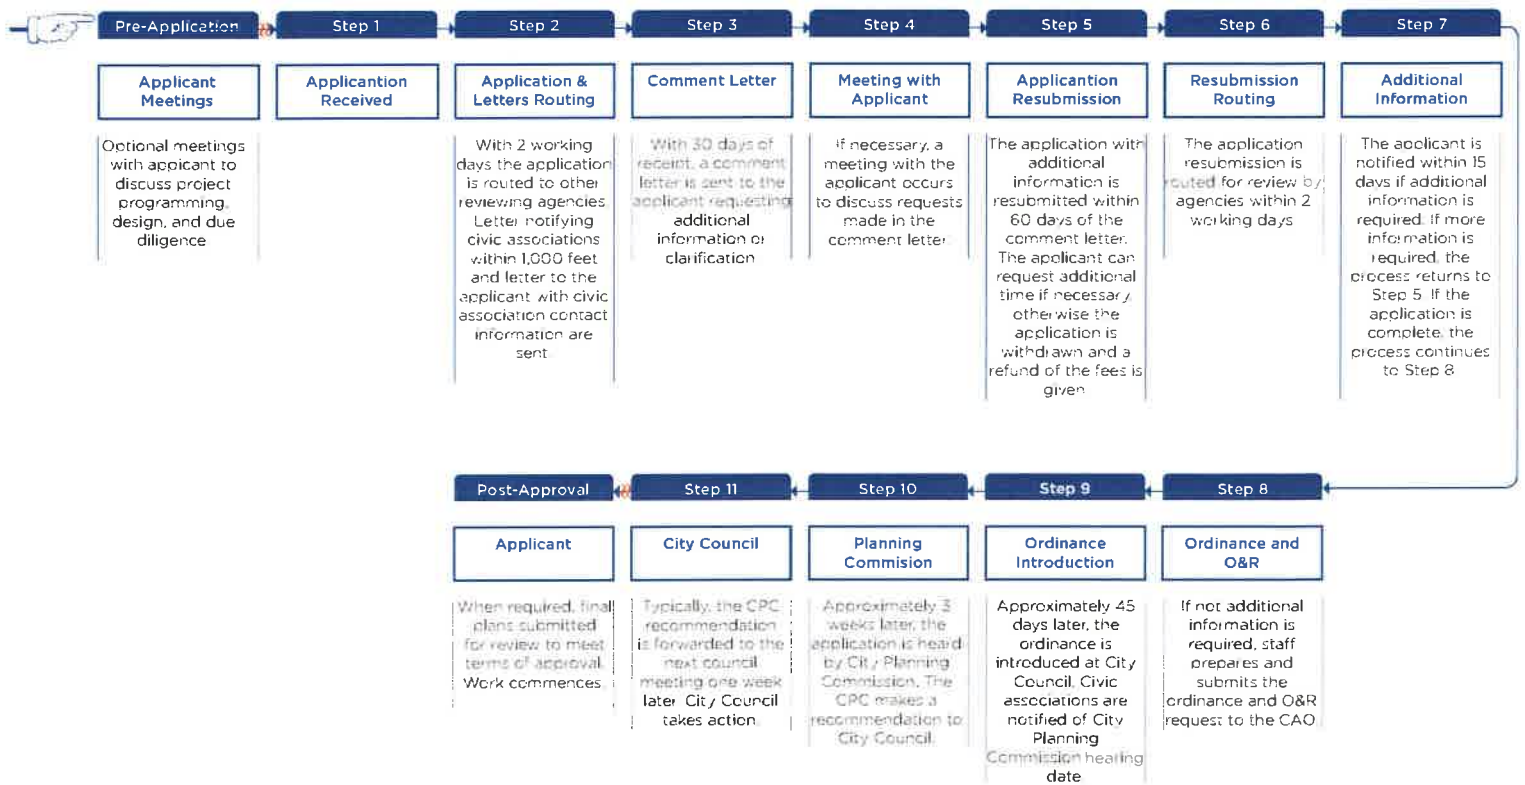 Pre-Application
Step 1
Step 2
Step 3
Step 4
Step 5
Step 6
Step 7
Applicant
Meetings
Applicantion
Received
Application &
Letters Routing
Comment Letter
Meeting with
Applicant
Applicantion
Resubmission
Resubmission
Routing
Additional
Information
Optional meetings
with appicant to
discuss project
programming,
design, and due
diligence
With 2 working
days the application
is routed to other
reviewing agencies
Letter notifying
civic associations
within 1,000 feet
and letter to the
applicant with civic
association contact
information are
sent
With 30 days of
receipt, a comment
letter is sent to the
applicant requesting
additional
information or
clarification
If necessary, a
meeting with the
applicant occurs
to discuss requests
made in the
comment letter
The application with
additional
information is
resubmitted within
60 days of the
comment letter.
The applicant can
request additional
time if necessary,
otherwise the
application is
withdrawn and a
refund of the fees is
given
The application
resubmission is
routed for review by
agencies within 2
working days
The applicant is
notified within 15
days if additional
information is
required. If more
information is
required, the
process returns to
Step 5. If the
application is
complete, the
process continues
to Step 8
Post-Approval
Step 11
Step 10
Step 9
Step 8
Applicant
City Council
Planning
Commision
Ordinance
Introduction
Ordinance and
O&R
When required, final
plans submitted
for review to meet
terms of approval.
Work commences.
Typically, the CPC
recommendation
is forwarded to the
next council
meeting one week
later. City Council
takes action
Approximately 3
weeks later, the
application is heard
by City Planning
Commission. The
CPC makes a
recommendation to
City Council.
Approximately 45
days later, the
ordinance is
introduced at City
Council. Civic
associations are
notified of City
Planning
Commission hearing
date
If not additional
information is
required, staff
prepares and
submits the
ordinance and O&R
request to the CAO.